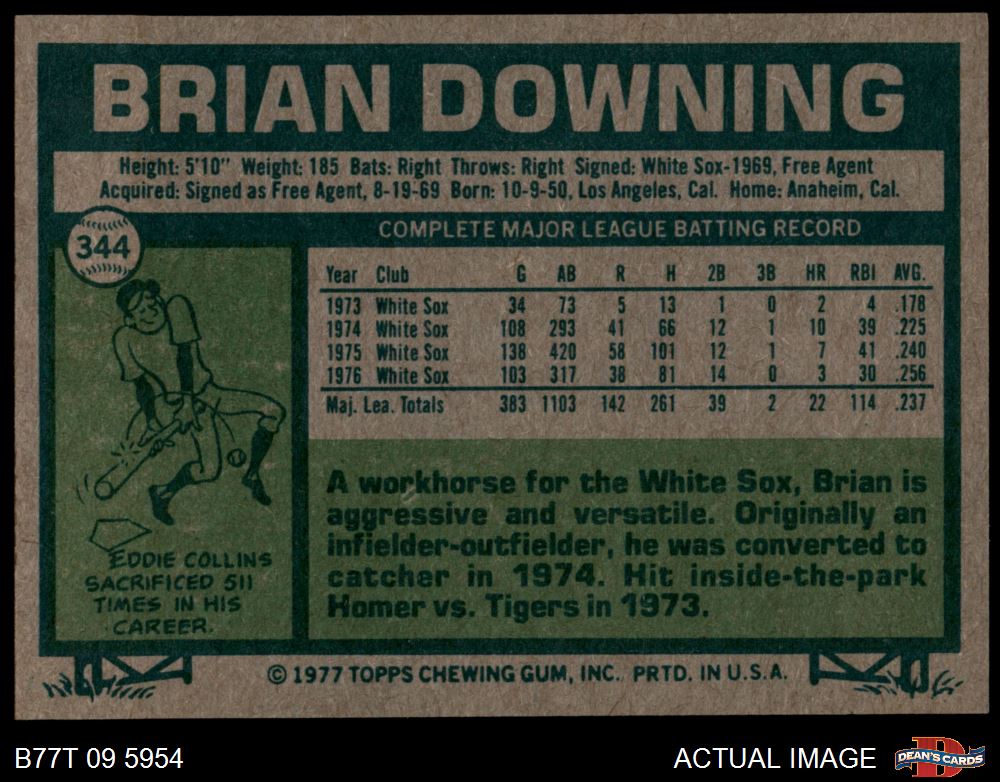 BRIAN DOWNING
Height: 5'10" Weight: 185 Bats: Right Throws: Right Signed: White Sox-1969, Free Agent
Acquired: Signed as Free Agent, 8-19-69 Born: 10-9-50, Los Angeles, Cal. Home: Anaheim, Cal.
344
COMPLETE MAJOR LEAGUE BATTING RECORD
Year Club G AB R H 2B 3B HR RBI AVG.
1973 White Sox 34 73 5 13 1 0 2 4 .178
1974 White Sox 108 293 41 66 12 1 10 39 .225
1975 White Sox 138 420 58 101 12 1 7 41 .240
1976 White Sox 103 317 38 81 14 0 3 30 .256
Maj. Lea. Totals 383 1103 142 261 39 2 22 114 .237
EDDIE COLLINS
SACRIFICED 511
TIMES IN HIS
CAREER.
A workhorse for the White Sox, Brian is
aggressive and versatile. Originally an
infielder-outfielder, he was converted to
catcher in 1974. Hit inside-the-park
Homer vs. Tigers in 1973.
© 1977 TOPPS CHEWING GUM, INC. PRTD. IN U.S.A.
B77T 09 5954
ACTUAL IMAGE
D
DEAN'S CARDS